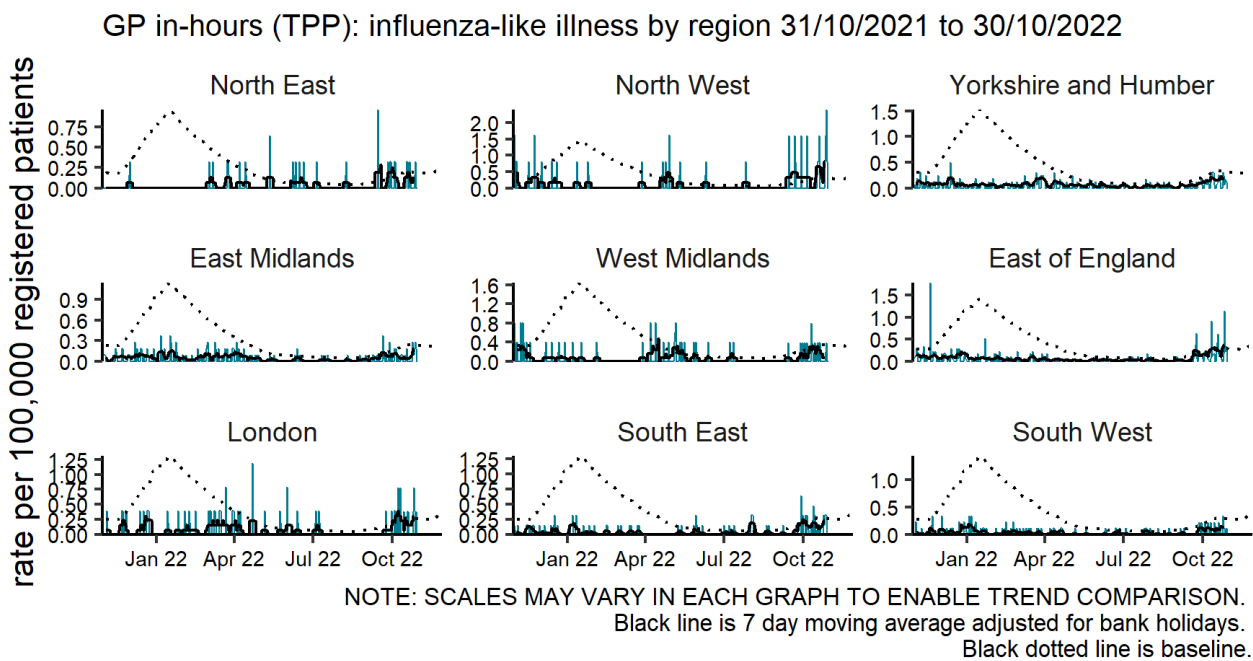 GP in-hours (TPP): influenza-like illness by region 31/10/2021 to 30/10/2022
rate per 100,000 registered patients
North East
0.75
0.50
0.25
0.00
North West
2.0
1.5
1.0
0.5
0.0
Yorkshire and Humber
1.5
1.0
0.5
0.0
East Midlands
0.9
0.6
0.3
0.0
West Midlands
1.6
1.2
0.8
0.4
0.0
East of England
1.5
1.0
0.5
0.0
London
1.25
1.00
0.75
0.50
0.25
0.00
South East
1.25
1.00
0.75
0.50
0.25
0.00
South West
1.0
0.5
0.0
Jan 22 Apr 22 Jul 22 Oct 22
Jan 22 Apr 22 Jul 22 Oct 22
Jan 22 Apr 22 Jul 22 Oct 22
NOTE: SCALES MAY VARY IN EACH GRAPH TO ENABLE TREND COMPARISON.
Black line is 7 day moving average adjusted for bank holidays.
Black dotted line is baseline.